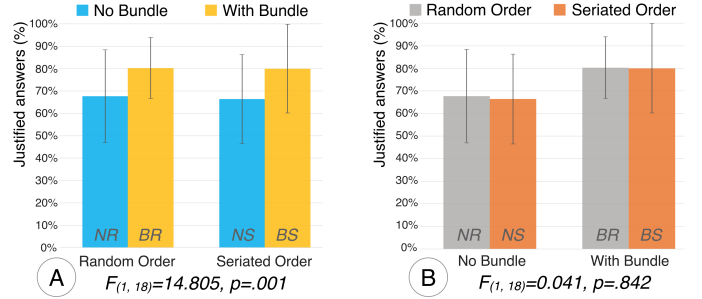 No Bundle With Bundle
Justified answers (%)
100%
90%
80%
70%
60%
50%
40%
30%
20%
10%
0%
NR BR NS BS
Random Order Seriated Order
A
F(1, 18)=14.805, p=.001
Random Order Seriated Order
Justified answers (%)
100%
90%
80%
70%
60%
50%
40%
30%
20%
10%
0%
NR NS BR BS
No Bundle With Bundle
B
F(1, 18)=0.041, p=.842